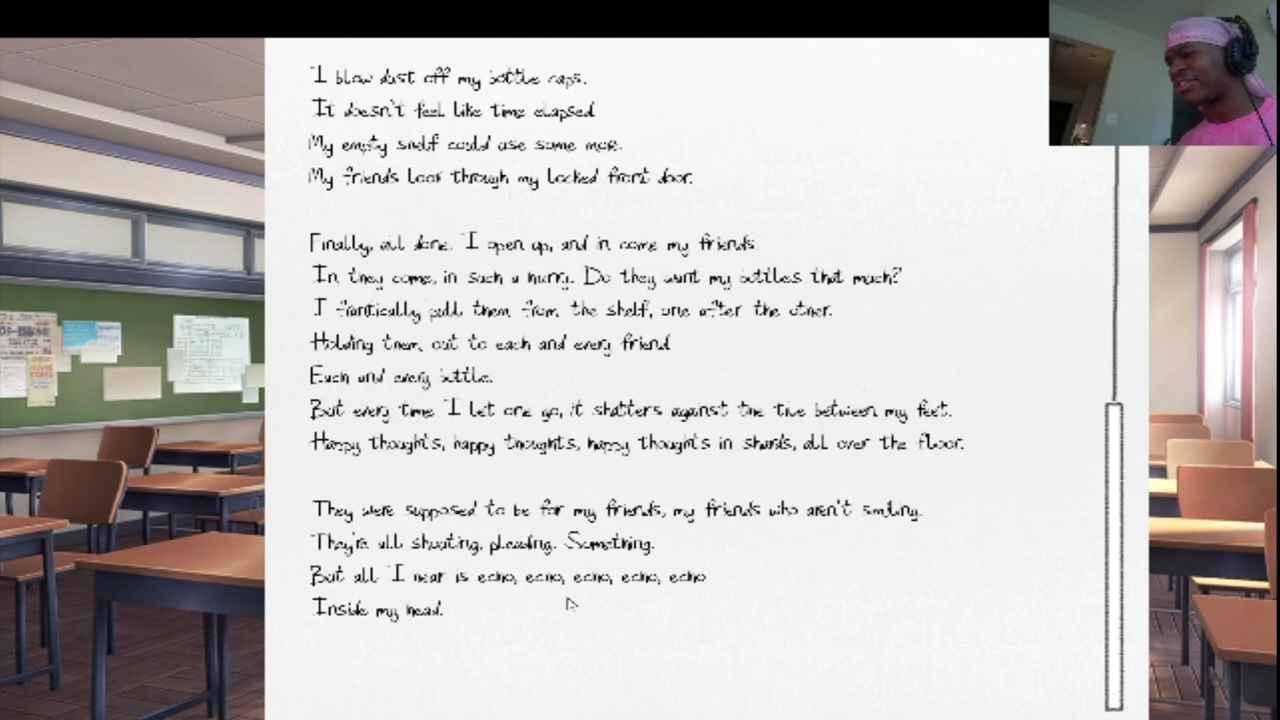 I blow dust off my bottle caps.
It doesn't feel like time elapsed.
My empty shelf could use some more.
My friends look through my locked front door.
Finally, all done. I open up, and in come my friends.
In they come, in such a hurry. Do they want my bottles that much?
I frantically pull them from the shelf, one after the other.
Holding them out to each and every friend.
Each and every bottle.
But every time I let one go, it shatters against the tile between my feet.
Happy thoughts, happy thoughts, happy thoughts in shards, all over the floor.
They were supposed to be for my friends, my friends who aren't smiling.
They're all shouting, pleading. Something.
But all I hear is echo, echo, echo, echo, echo
Inside my head.